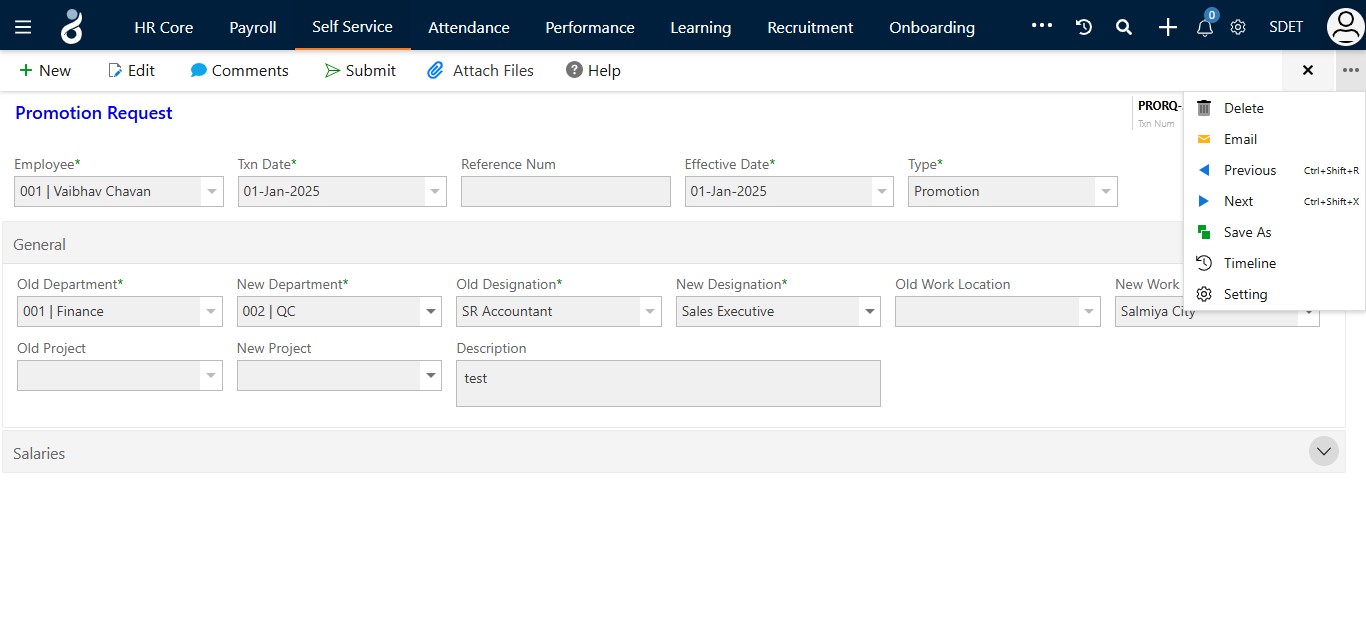 HR Core Payroll Self Service Attendance Performance Learning Recruitment Onboarding ... 0 SDET
+ New Edit Comments Submit Attach Files ? Help × ...
Promotion Request
PRORQ-
Txn Num
Delete
Email
Previous Ctrl+Shift+R
Next Ctrl+Shift+X
Save As
Timeline
Setting
Employee* Txn Date* Reference Num Effective Date* Type*
001 | Vaibhav Chavan 01-Jan-2025 01-Jan-2025 Promotion
General
Old Department* New Department* Old Designation* New Designation* Old Work Location New Work
001 | Finance 002 | QC SR Accountant Sales Executive Salmiya City
Old Project New Project Description
test
Salaries